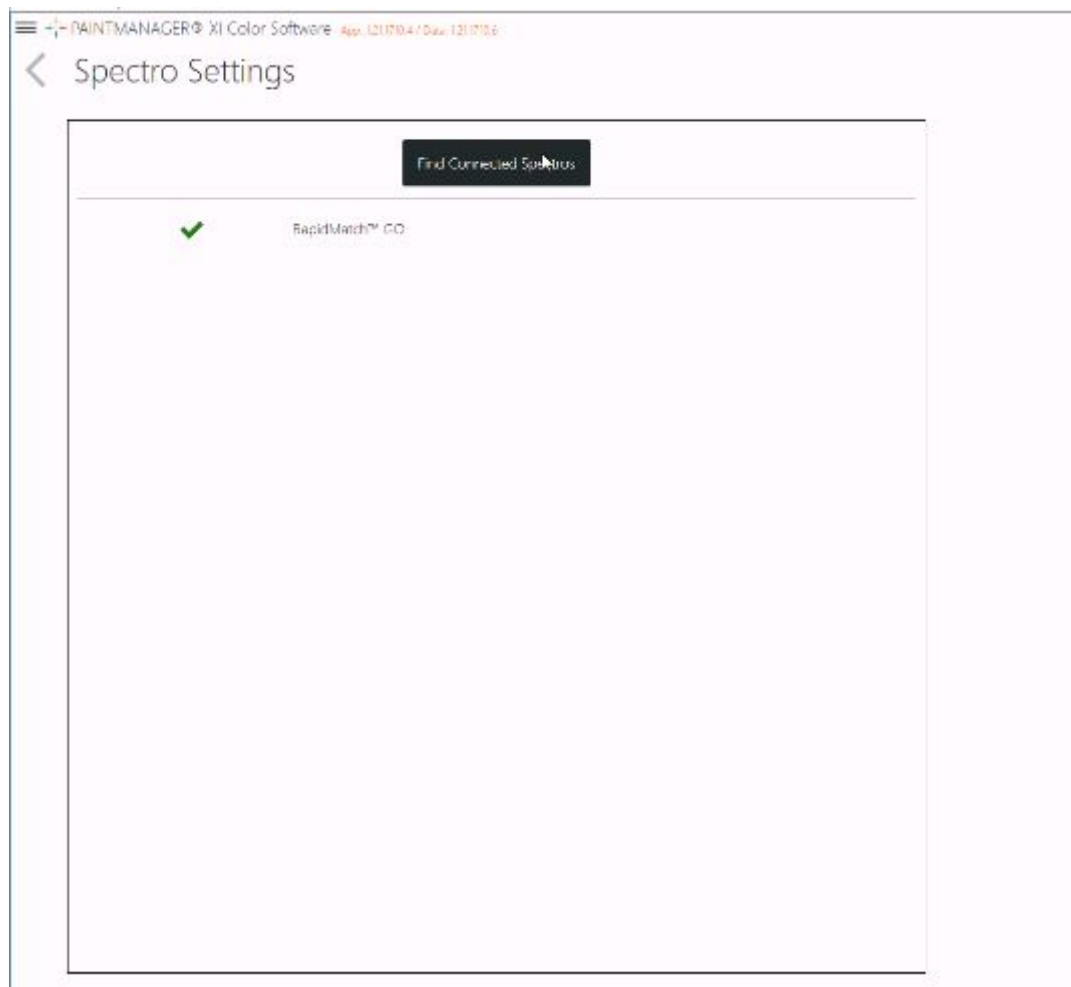 PAINTMANAGER® XI Color Software
Spectro Settings
Find Connected Spectros
RapidMatch™ GO